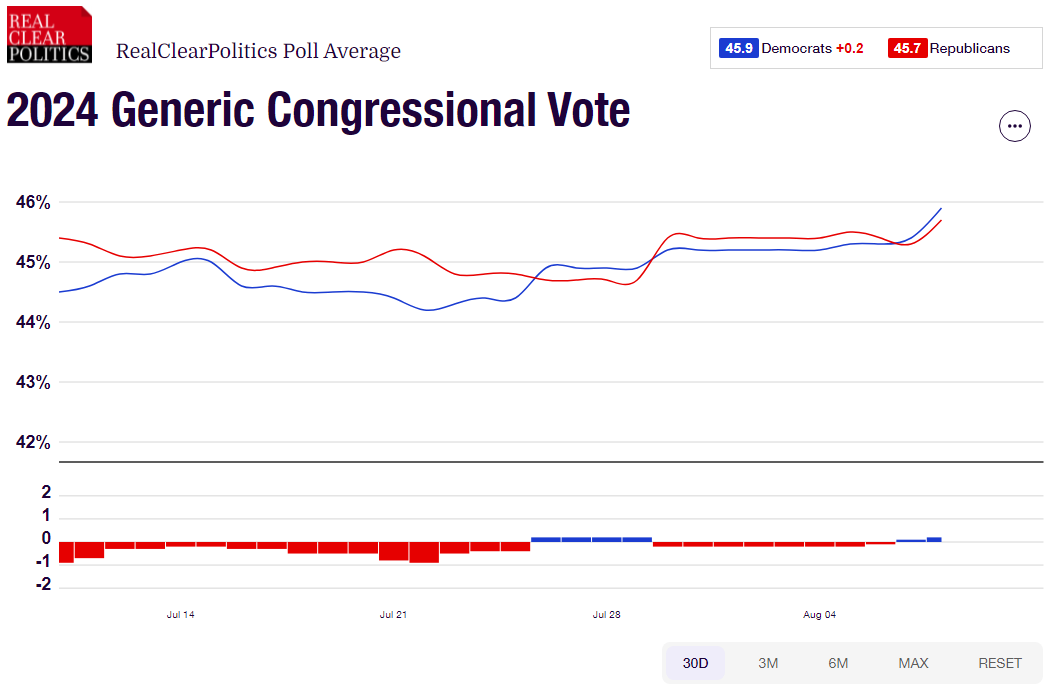 REAL
CLEAR
POLITICS
RealClearPolitics Poll Average
45.9 Democrats +0.2 45.7 Republicans
2024 Generic Congressional Vote
46%
45%
44%
43%
42%
2
1
0
-1
-2
Jul 14 Jul 21 Jul 28 Aug 04
30D 3M 6M MAX RESET